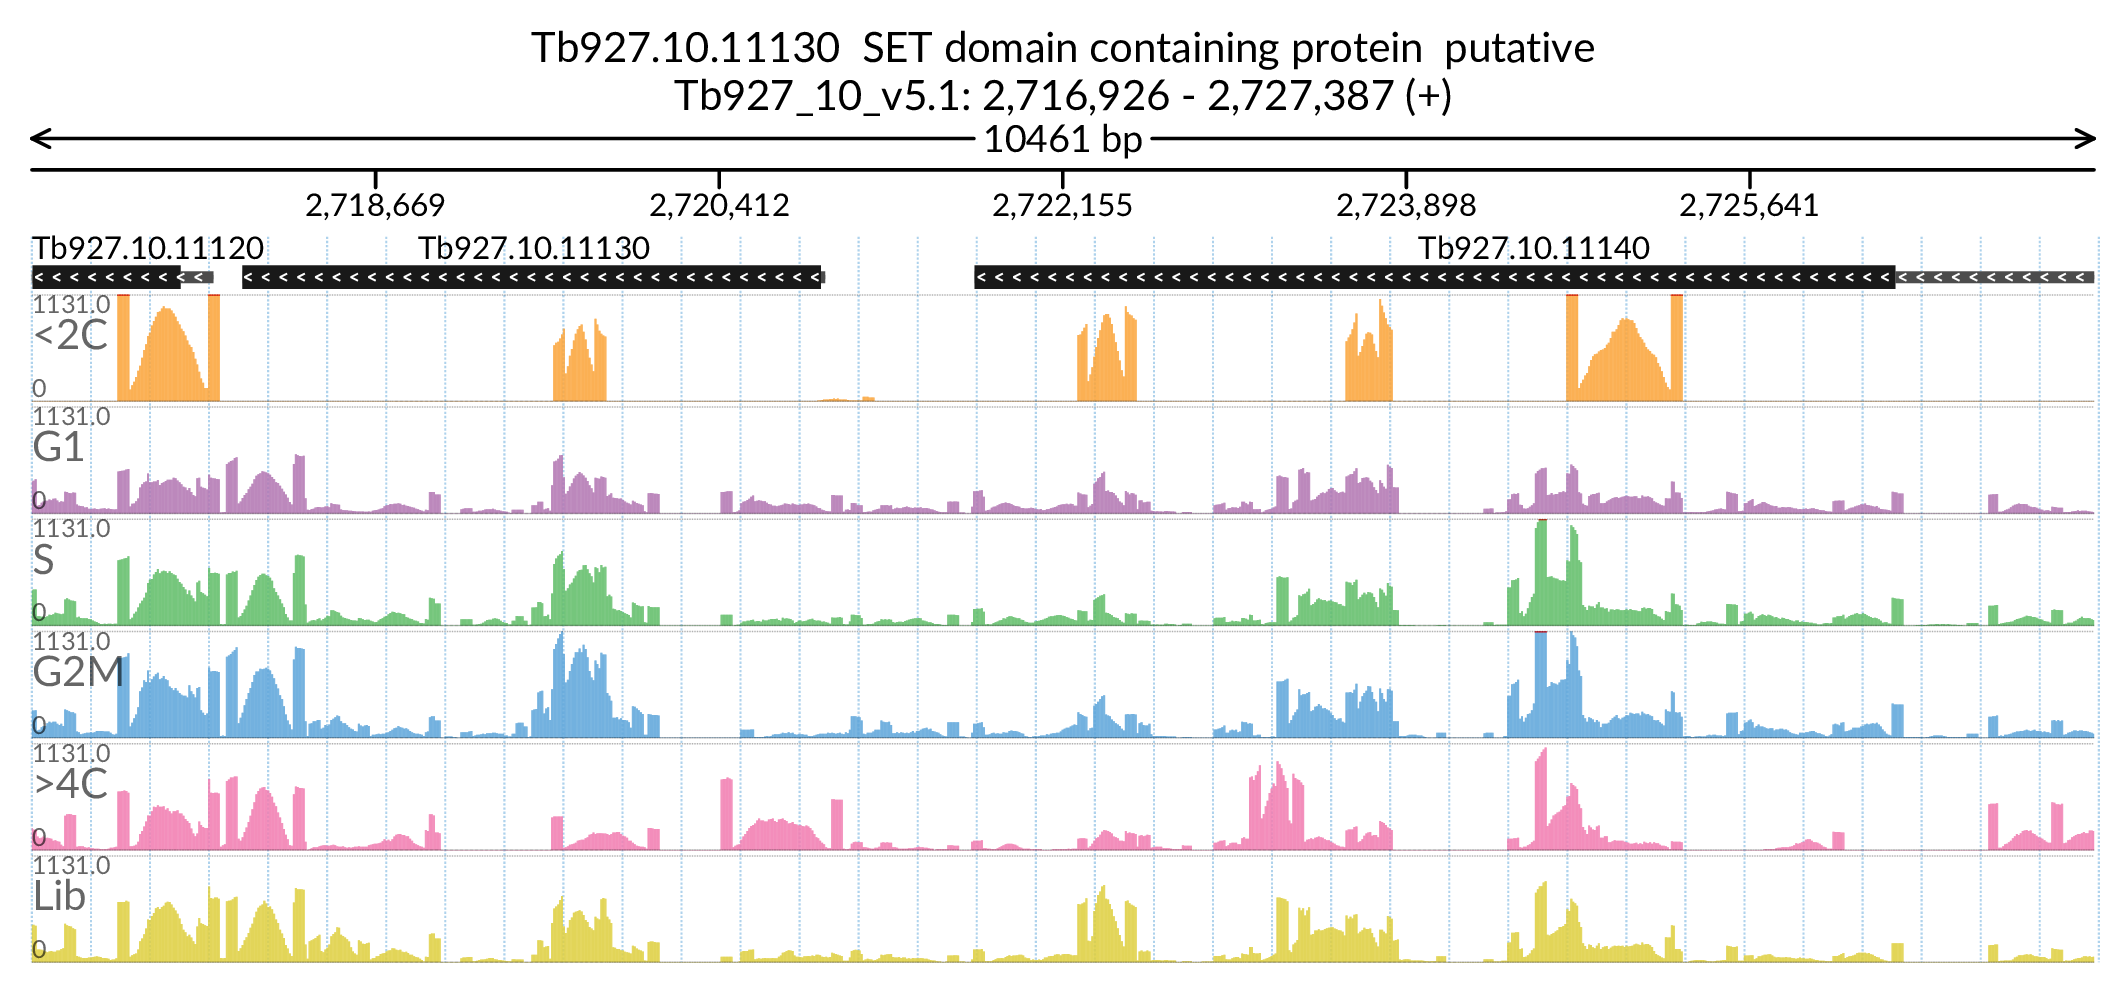 Tb927.10.11130  SET domain containing protein  putative
Tb927_10_v5.1: 2,716,926 - 2,727,387 (+)
10461 bp
2,718,669 2,720,412 2,722,155 2,723,898 2,725,641
Tb927.10.11120 Tb927.10.11130 Tb927.10.11140
1131.0
<2C
0
1131.0
G1
0
1131.0
S
0
1131.0
G2M
0
1131.0
>4C
0
1131.0
Lib
0